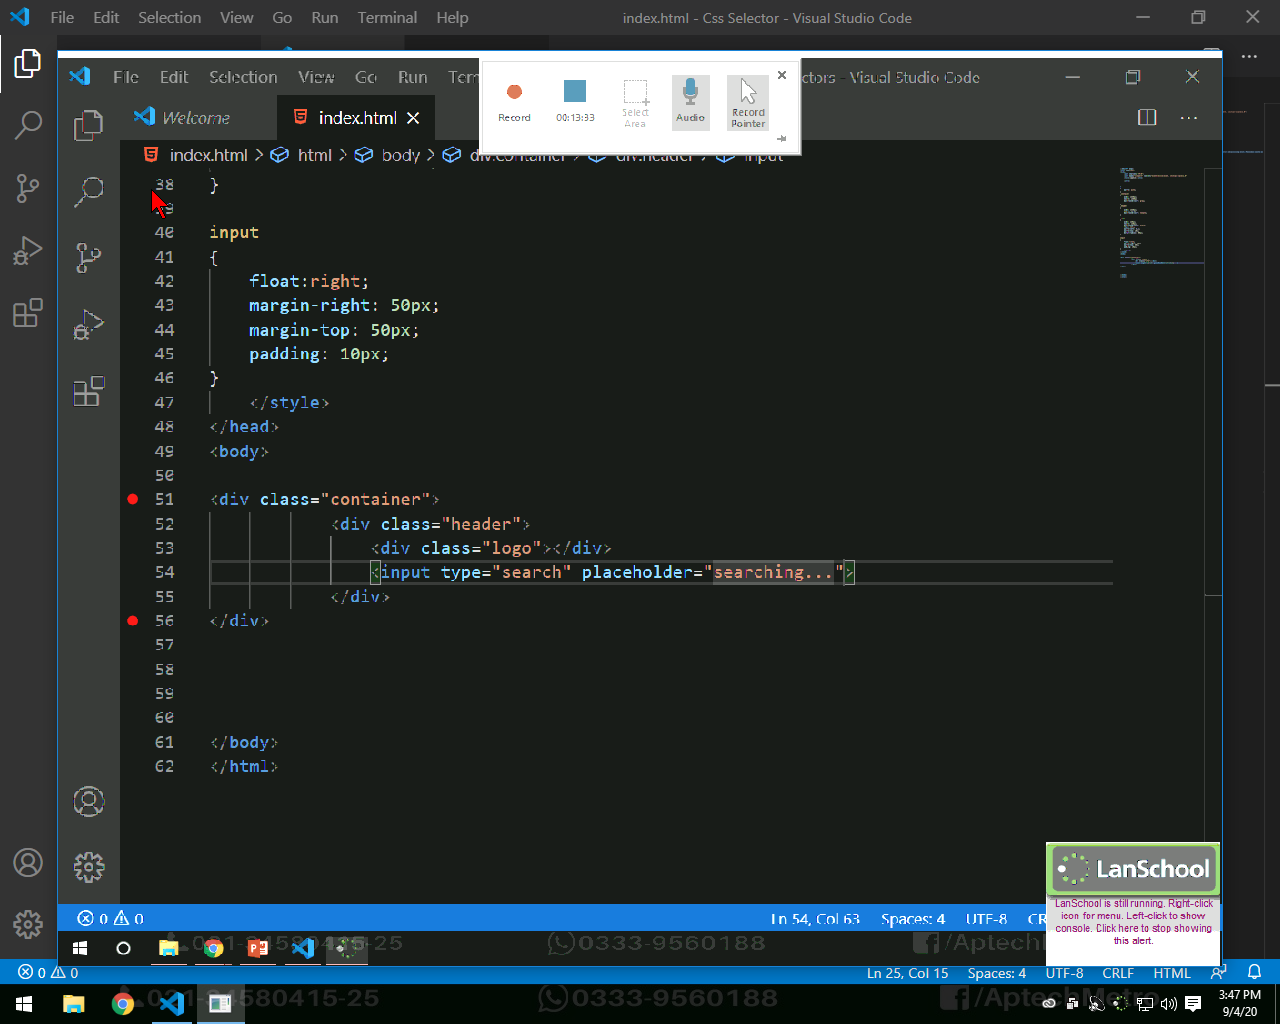 File Edit Selection View Go Run Terminal Help
index.html - Css Selector - Visual Studio Code
File Edit Selection View Go Run
ctors - Visual Studio Code
Record
00:13:33
Select Area
Audio
Record Pointer
Welcome
index.html
index.html > html > body > div.container > div.header > input
38 }
39
40 input
41 {
42 float:right;
43 margin-right: 50px;
44 margin-top: 50px;
45 padding: 10px;
46 }
47 </style>
48 </head>
49 <body>
50
51 <div class="container">
52 <div class="header">
53 <div class="logo"></div>
54 <input type="search" placeholder="searching...">
55 </div>
56 </div>
57
58
59
60
61 </body>
62 </html>
LanSchool
LanSchool is still running. Right-click
icon for menu. Left-click to show
console. Click here to stop showing
this alert.
0 0
Ln 54, Col 63 Spaces: 4 UTF-8
0333-9560188
0 0
Ln 25, Col 15 Spaces: 4 UTF-8 CRLF HTML
021-34580415-25
0333-9560188
/AptechMetro
3:47 PM
9/4/20